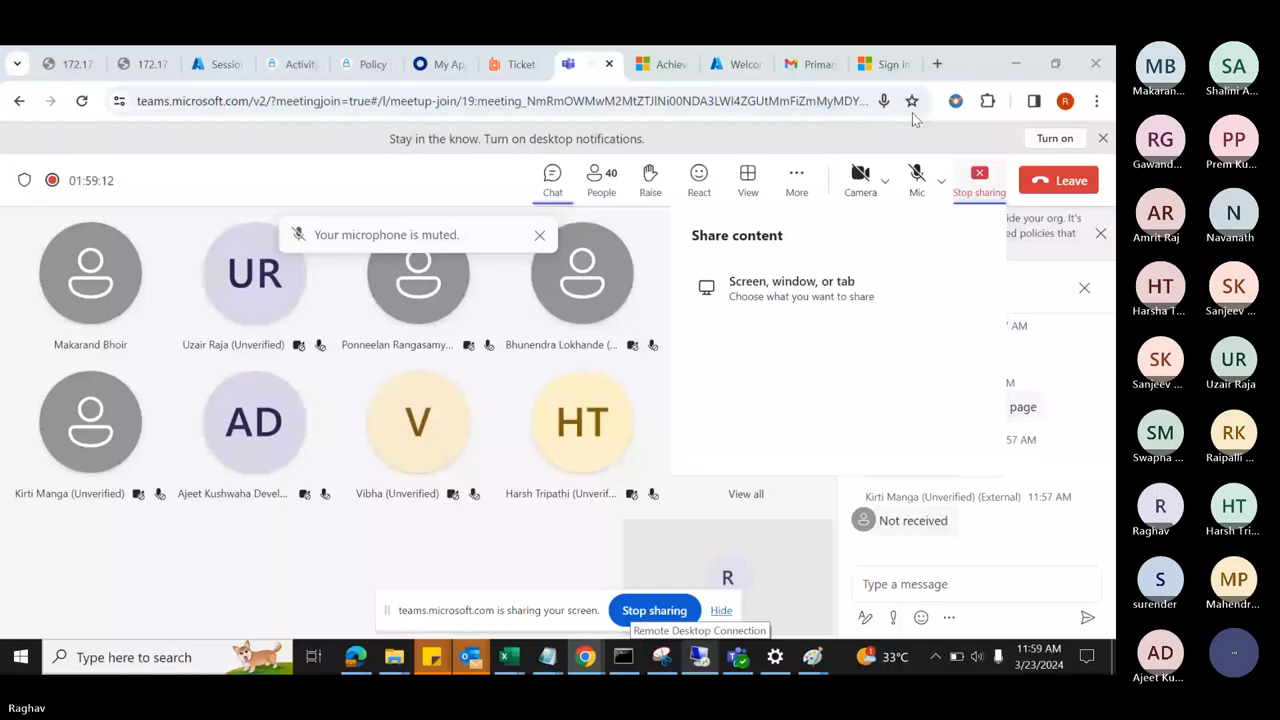 172.17
172.17
Sessio
Activity
Policy
My Ap
Ticket
Achiev
Welcor
Primar
Sign in
teams.microsoft.com/v2/?meetingjoin=true#/l/meetup-join/19:meeting_NmRmOWMwM2MtZTJlNi00NDA3LWI4ZGUtMmFiZmMyMDY...
R
Stay in the know. Turn on desktop notifications.
Turn on
01:59:12
Chat
40
People
Raise
React
View
More
Camera
Mic
Stop sharing
Leave
Your microphone is muted.
Share content
Screen, window, or tab
Choose what you want to share
ide your org. It's
ed policies that
AM
M
page
57 AM
UR
Makarand Bhoir
Uzair Raja (Unverified)
Ponneelan Rangasamy...
Bhunendra Lokhande (...
AD
V
HT
Kirti Manga (Unverified)
Ajeet Kushwaha Devel...
Vibha (Unverified)
Harsh Tripathi (Unverif...
View all
Kirti Manga (Unverified) (External) 11:57 AM
Not received
R
Type a message
teams.microsoft.com is sharing your screen.
Stop sharing
Hide
Remote Desktop Connection
Type here to search
33°C
11:59 AM
3/23/2024
MB
Makaran...
SA
Shalini A...
RG
Gawand...
PP
Prem Ku...
AR
Amrit Raj
N
Navanath
HT
Harsha T...
SK
Sanjeev ...
SK
Sanjeev ...
UR
Uzair Raja
SM
Swapna ...
RK
Raipalli ...
R
Raghav
HT
Harsh Tri...
S
surender
MP
Mahendr...
AD
Ajeet Ku...
...
Raghav